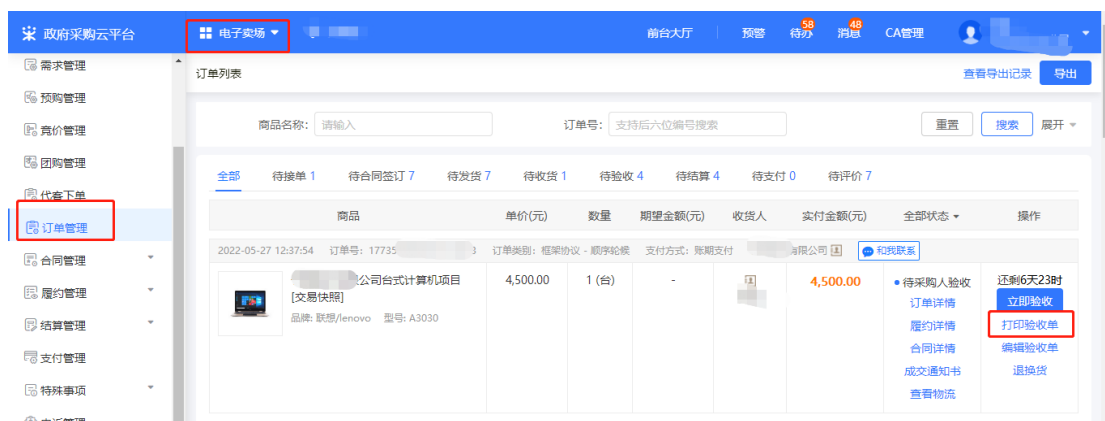 政府采购云平台
电子卖场
前台大厅 预警 待办 58 消息 48 CA管理
需求管理
预购管理
竞价管理
团购管理
代客下单
订单管理
合同管理
履约管理
结算管理
支付管理
特殊事项
订单列表 查看导出记录 导出
商品名称: 请输入 订单号: 支持后六位编号搜索 重置 搜索 展开
全部 待接单 1 待合同签订 7 待发货 7 待收货 1 待验收 4 待结算 4 待支付 0 待评价 7
商品 单价(元) 数量 期望金额(元) 收货人 实付金额(元) 全部状态 操作
2022-05-27 12:37:54 订单号: 17735 3 订单类别: 框架协议 - 顺序轮候 支付方式: 账期支付 有限公司 和我联系
公司台式计算机项目 4,500.00 1 (台) - 4,500.00 待采购人验收 还剩6天23时
[交易快照] 订单详情 立即验收
品牌: 联想/lenovo 型号: A3030 履约详情 打印验收单
合同详情 编辑验收单
成交通知书 退换货
查看物流